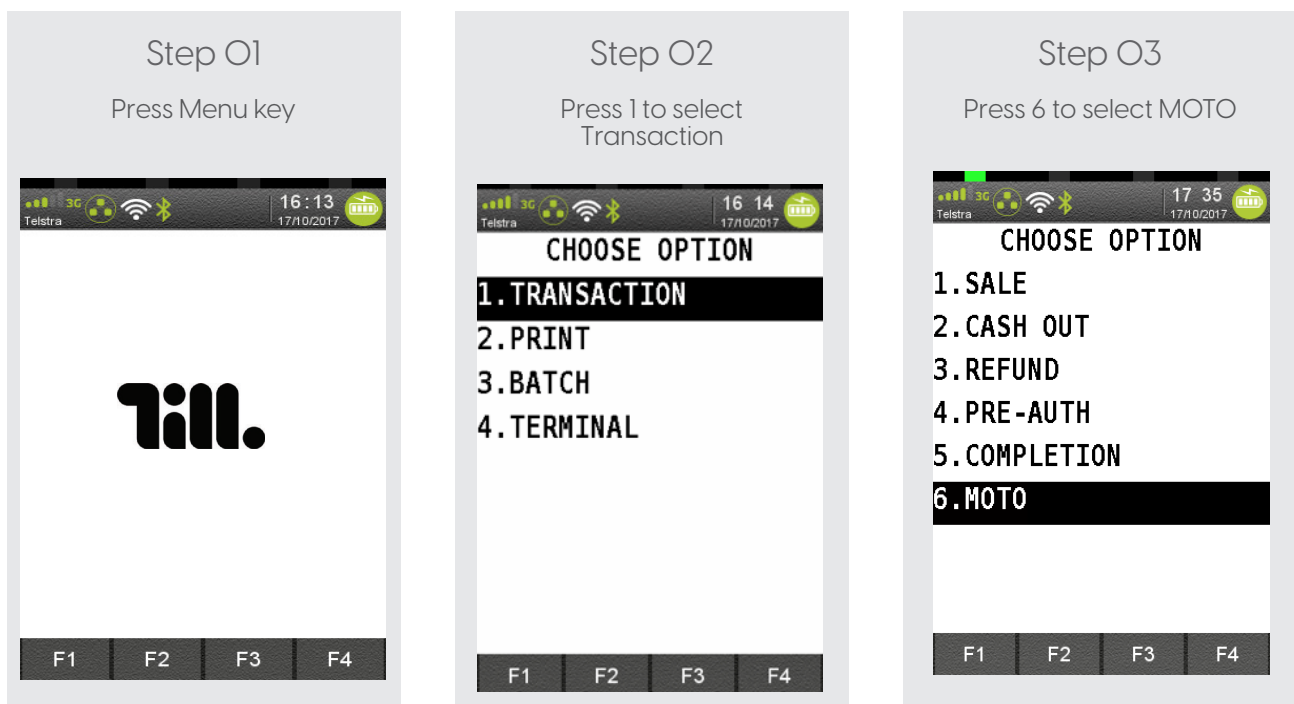 Step 01
Press Menu key
3G
Telstra
16:13
17/10/2017
Till.
F1 F2 F3 F4
Step 02
Press 1 to select
Transaction
3G
Telstra
16 14
17/10/2017
CHOOSE OPTION
1.TRANSACTION
2.PRINT
3.BATCH
4.TERMINAL
F1 F2 F3 F4
Step 03
Press 6 to select MOTO
3G
Telstra
17 35
17/10/2017
CHOOSE OPTION
1.SALE
2.CASH OUT
3.REFUND
4.PRE-AUTH
5.COMPLETION
6.MOTO
F1 F2 F3 F4